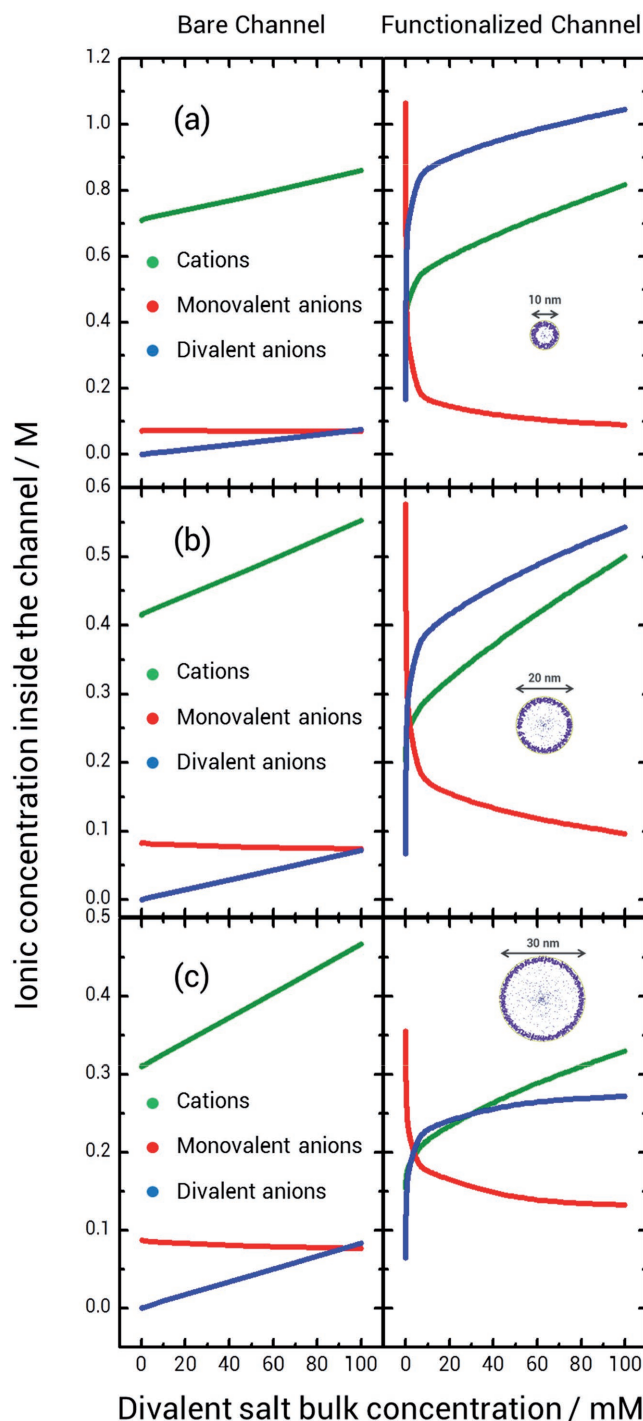 Bare Channel Functionalized Channel
1.2
(a)
1.0
0.8
Cations
0.6
Monovalent anions
10 nm
0.4
Divalent anions
0.2
0.0
0.6
(b)
0.5
0.4
Cations
20 nm
0.3
Monovalent anions
0.2
Divalent anions
0.1
0.0
0.5
30 nm
(c)
0.4
0.3
Cations
0.2
Monovalent anions
Divalent anions
0.1
0.0
0 20 40 60 80 100 0 20 40 60 80 100
Divalent salt bulk concentration / mM
Ionic concentration inside the channel / M